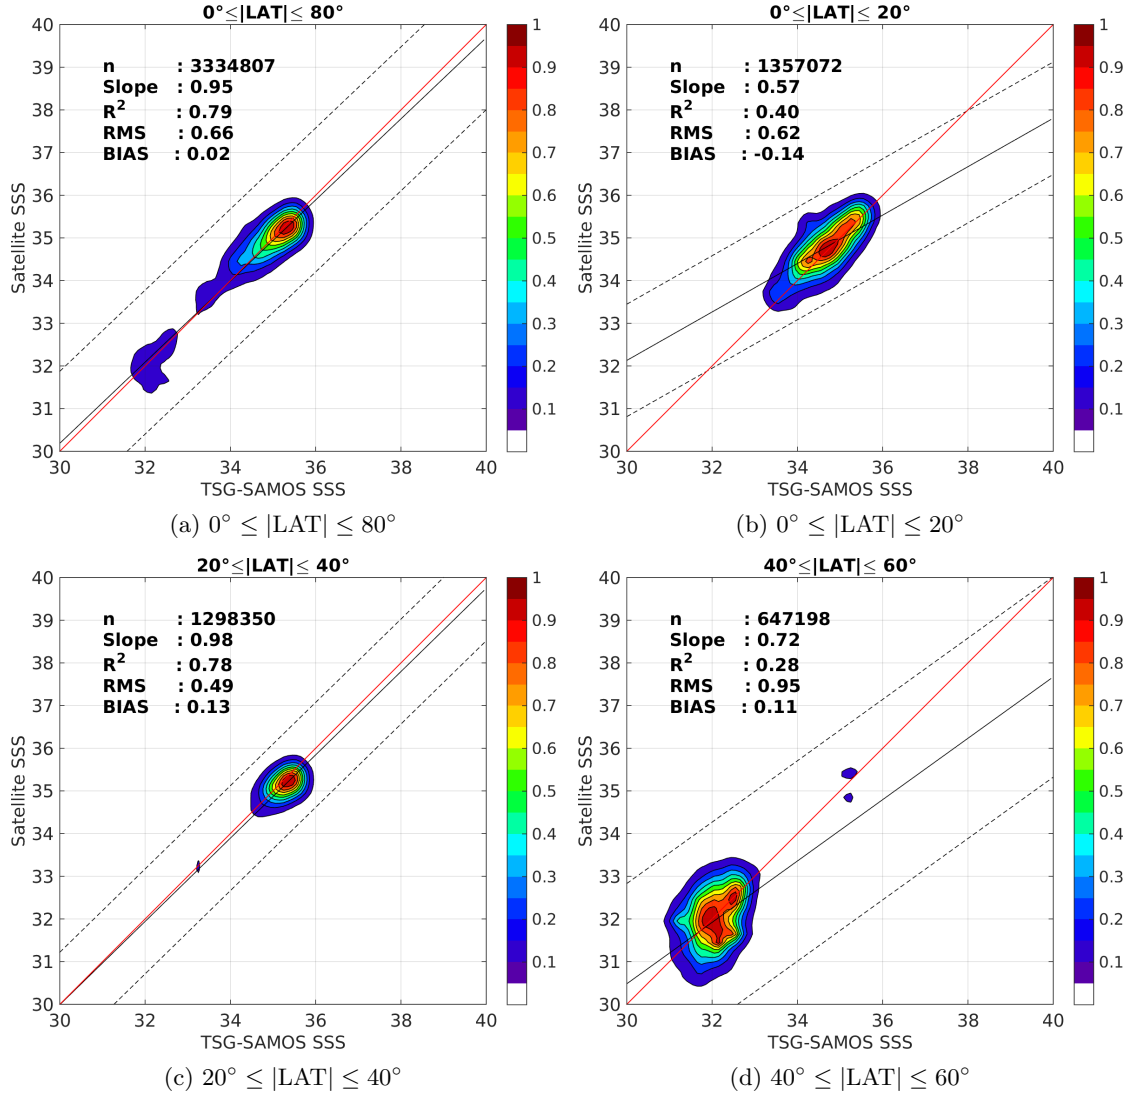 0°≤|LAT|≤ 80°
n : 3334807
Slope : 0.95
R2 : 0.79
RMS : 0.66
BIAS : 0.02
40
39
38
37
36
35
34
33
32
31
30
Satellite SSS
30 32 34 36 38 40
TSG-SAMOS SSS
1
0.9
0.8
0.7
0.6
0.5
0.4
0.3
0.2
0.1
(a) 0° ≤ |LAT| ≤ 80°
0°≤|LAT|≤ 20°
n : 1357072
Slope : 0.57
R2 : 0.40
RMS : 0.62
BIAS : -0.14
40
39
38
37
36
35
34
33
32
31
30
Satellite SSS
30 32 34 36 38 40
TSG-SAMOS SSS
1
0.9
0.8
0.7
0.6
0.5
0.4
0.3
0.2
0.1
(b) 0° ≤ |LAT| ≤ 20°
20°≤|LAT|≤ 40°
n : 1298350
Slope : 0.98
R2 : 0.78
RMS : 0.49
BIAS : 0.13
40
39
38
37
36
35
34
33
32
31
30
Satellite SSS
30 32 34 36 38 40
TSG-SAMOS SSS
1
0.9
0.8
0.7
0.6
0.5
0.4
0.3
0.2
0.1
(c) 20° ≤ |LAT| ≤ 40°
40°≤|LAT|≤ 60°
n : 647198
Slope : 0.72
R2 : 0.28
RMS : 0.95
BIAS : 0.11
40
39
38
37
36
35
34
33
32
31
30
Satellite SSS
30 32 34 36 38 40
TSG-SAMOS SSS
1
0.9
0.8
0.7
0.6
0.5
0.4
0.3
0.2
0.1
(d) 40° ≤ |LAT| ≤ 60°